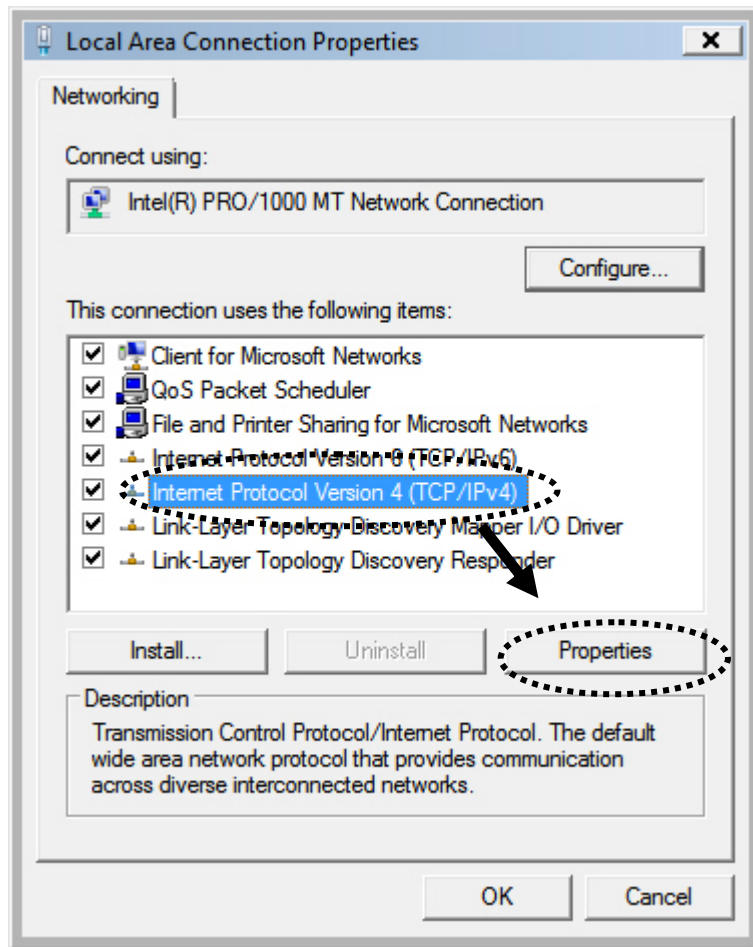 Local Area Connection Properties
Networking
Connect using:
Intel(R) PRO/1000 MT Network Connection
Configure...
This connection uses the following items:
Client for Microsoft Networks
QoS Packet Scheduler
File and Printer Sharing for Microsoft Networks
Internet Protocol Version 6 (TCP/IPv6)
Internet Protocol Version 4 (TCP/IPv4)
Link-Layer Topology Discovery Mapper I/O Driver
Link-Layer Topology Discovery Responder
Install... Uninstall Properties
Description
Transmission Control Protocol/Internet Protocol. The default
wide area network protocol that provides communication
across diverse interconnected networks.
OK Cancel